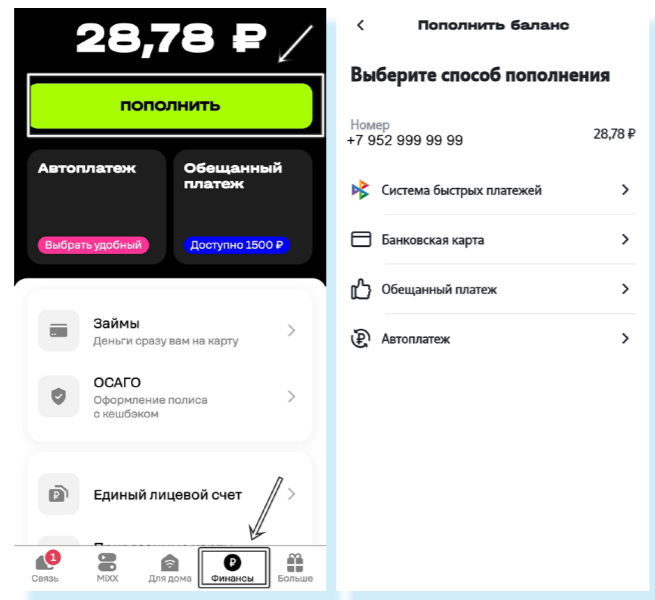 28,78 ₽
ПОПОЛНИТЬ
Автоплатеж
Выбрать удобный
Обещанный
платеж
Доступно 1500 ₽
Займы
Деньги сразу вам на карту
ОСАГО
Оформление полиса
с кешбэком
Единый лицевой счет
1
Связь
MiXX
Для дома
Финансы
Больше
Пополнить баланс
Выберите способ пополнения
Номер
+7 952 999 99 99
28,78 ₽
Система быстрых платежей
Банковская карта
Обещанный платеж
Автоплатеж